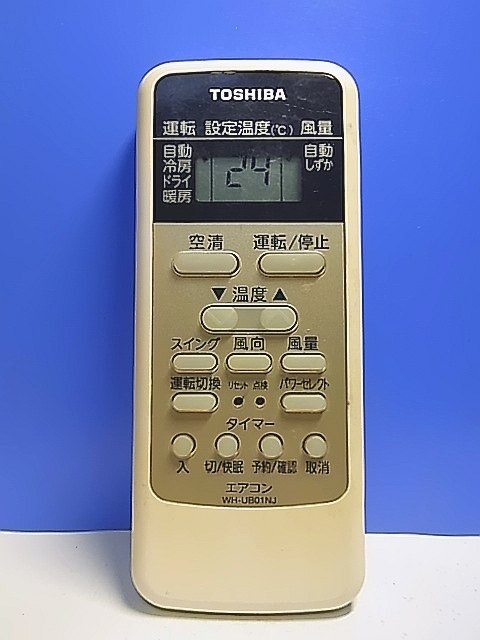 TOSHIBA
運転 設定温度(℃) 風量
自動 自動
冷房 しずか
ドライ
暖房
24
空清 運転/停止
▼ 温度 ▲
スイング 風向 風量
運転切換 リセット 点検 パワーセレクト
タイマー
入 切/快眠 予約/確認 取消
エアコン
WH-UB01NJ